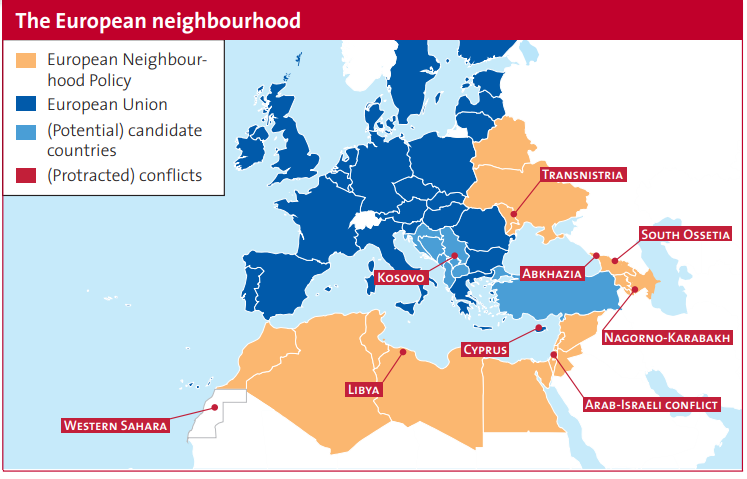 The European neighbourhood
European Neighbour-
hood Policy
European Union
(Potential) candidate
countries
(Protracted) conflicts
TRANSNISTRIA
SOUTH OSSETIA
KOSOVO
ABKHAZIA
NAGORNO-KARABAKH
CYPRUS
LIBYA
ARAB-ISRAELI CONFLICT
WESTERN SAHARA